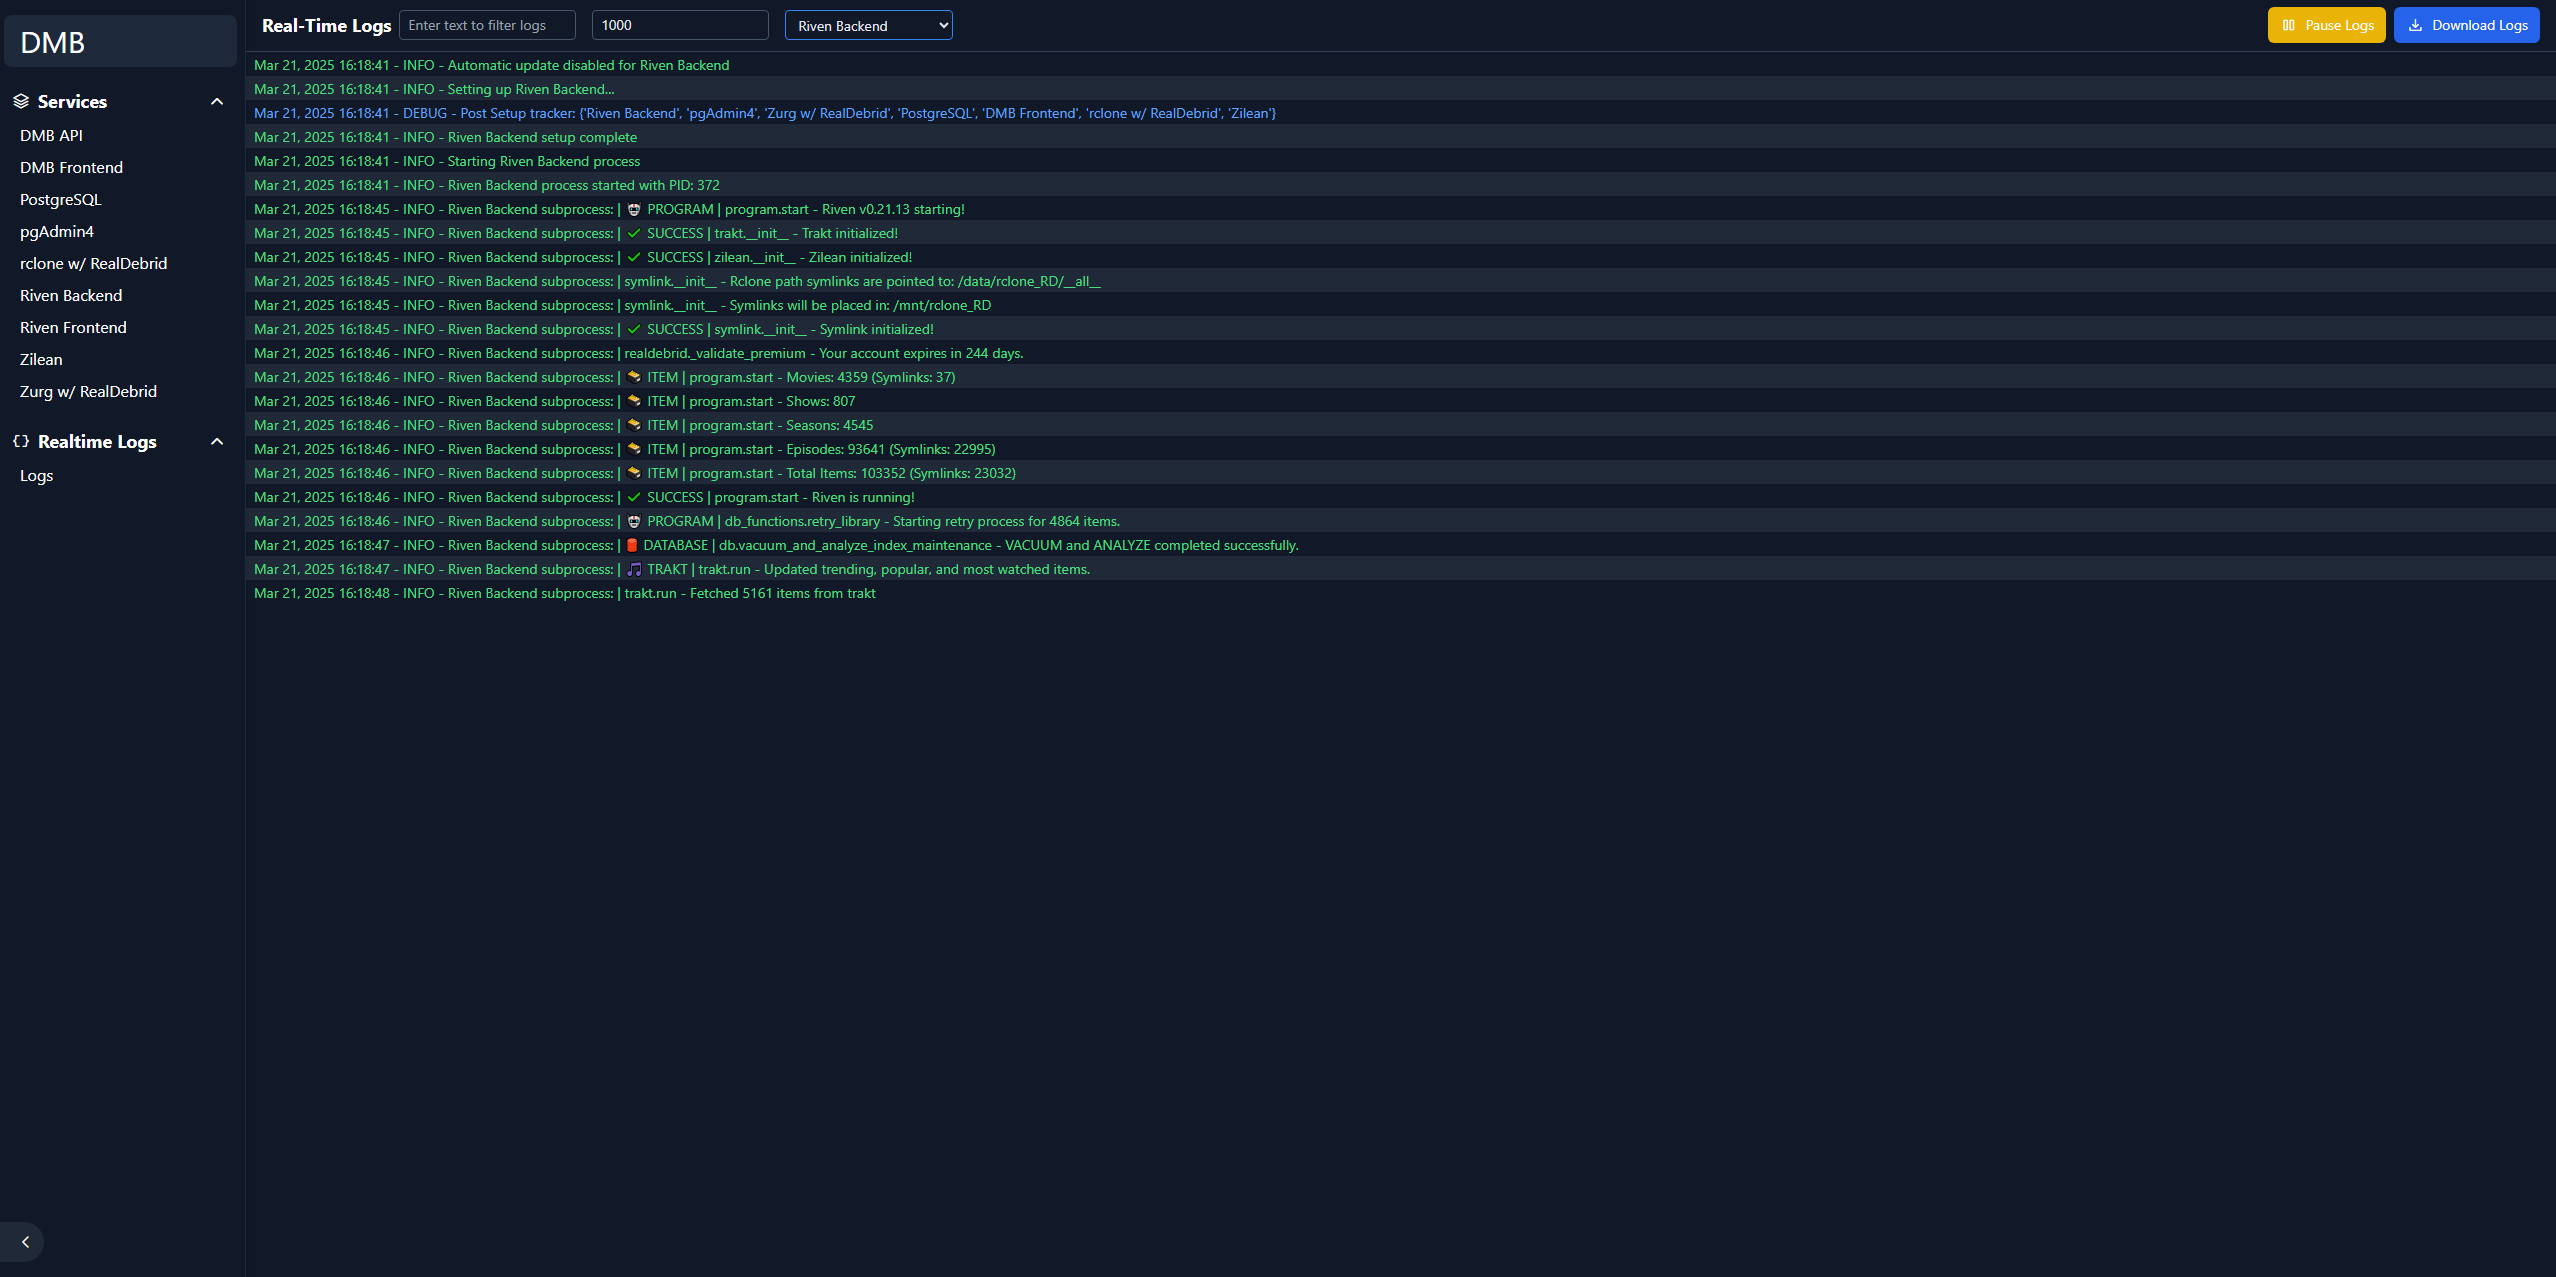 DMB
Services
DMB API
DMB Frontend
PostgreSQL
pgAdmin4
rclone w/ RealDebrid
Riven Backend
Riven Frontend
Zilean
Zurg w/ RealDebrid
Realtime Logs
Logs
Real-Time Logs Enter text to filter logs 1000 Riven Backend Pause Logs Download Logs
Mar 21, 2025 16:18:41 - INFO - Automatic update disabled for Riven Backend
Mar 21, 2025 16:18:41 - INFO - Setting up Riven Backend...
Mar 21, 2025 16:18:41 - DEBUG - Post Setup tracker: {'Riven Backend', 'pgAdmin4', 'Zurg w/ RealDebrid', 'PostgreSQL', 'DMB Frontend', 'rclone w/ RealDebrid', 'Zilean'}
Mar 21, 2025 16:18:41 - INFO - Riven Backend setup complete
Mar 21, 2025 16:18:41 - INFO - Starting Riven Backend process
Mar 21, 2025 16:18:41 - INFO - Riven Backend process started with PID: 372
Mar 21, 2025 16:18:45 - INFO - Riven Backend subprocess: | 🤖 PROGRAM | program.start - Riven v0.21.13 starting!
Mar 21, 2025 16:18:45 - INFO - Riven Backend subprocess: | ✔️ SUCCESS | trakt.__init__ - Trakt initialized!
Mar 21, 2025 16:18:45 - INFO - Riven Backend subprocess: | ✔️ SUCCESS | zilean.__init__ - Zilean initialized!
Mar 21, 2025 16:18:45 - INFO - Riven Backend subprocess: | symlink.__init__ - Rclone path symlinks are pointed to: /data/rclone_RD/__all__
Mar 21, 2025 16:18:45 - INFO - Riven Backend subprocess: | symlink.__init__ - Symlinks will be placed in: /mnt/rclone_RD
Mar 21, 2025 16:18:45 - INFO - Riven Backend subprocess: | ✔️ SUCCESS | symlink.__init__ - Symlink initialized!
Mar 21, 2025 16:18:46 - INFO - Riven Backend subprocess: | realdebrid._validate_premium - Your account expires in 244 days.
Mar 21, 2025 16:18:46 - INFO - Riven Backend subprocess: | 🗃️ ITEM | program.start - Movies: 4359 (Symlinks: 37)
Mar 21, 2025 16:18:46 - INFO - Riven Backend subprocess: | 🗃️ ITEM | program.start - Shows: 807
Mar 21, 2025 16:18:46 - INFO - Riven Backend subprocess: | 🗃️ ITEM | program.start - Seasons: 4545
Mar 21, 2025 16:18:46 - INFO - Riven Backend subprocess: | 🗃️ ITEM | program.start - Episodes: 93641 (Symlinks: 22995)
Mar 21, 2025 16:18:46 - INFO - Riven Backend subprocess: | 🗃️ ITEM | program.start - Total Items: 103352 (Symlinks: 23032)
Mar 21, 2025 16:18:46 - INFO - Riven Backend subprocess: | ✔️ SUCCESS | program.start - Riven is running!
Mar 21, 2025 16:18:46 - INFO - Riven Backend subprocess: | 🤖 PROGRAM | db_functions.retry_library - Starting retry process for 4864 items.
Mar 21, 2025 16:18:47 - INFO - Riven Backend subprocess: | 🛢️ DATABASE | db.vacuum_and_analyze_index_maintenance - VACUUM and ANALYZE completed successfully.
Mar 21, 2025 16:18:47 - INFO - Riven Backend subprocess: | 🎵 TRAKT | trakt.run - Updated trending, popular, and most watched items.
Mar 21, 2025 16:18:48 - INFO - Riven Backend subprocess: | trakt.run - Fetched 5161 items from trakt